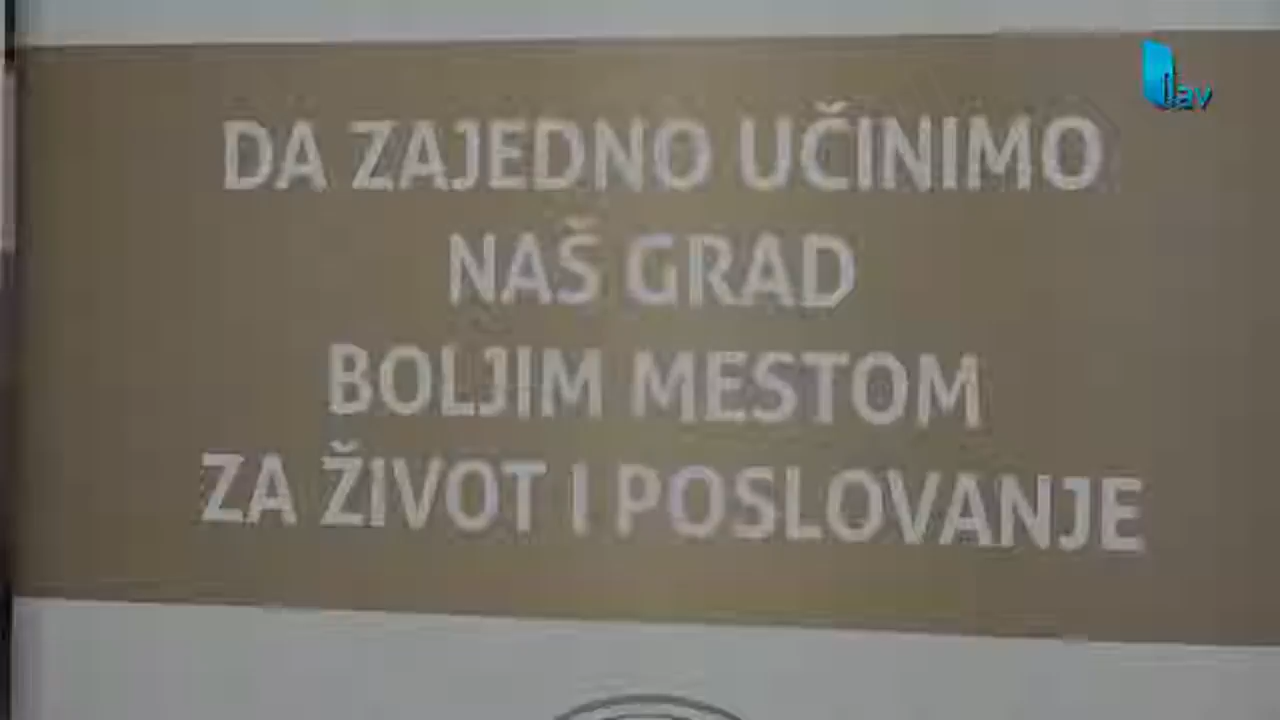 lav
DA ZAJEDNO UČINIMO
NAŠ GRAD
BOLJIM MESTOM
ZA ŽIVOT I POSLOVANJE